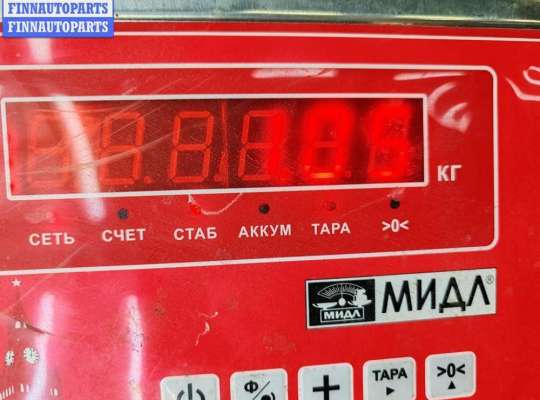 FINNAUTOPARTS
FINNAUTOPARTS
КГ
СЕТЬ СЧЕТ СТАБ АККУМ ТАРА >0<
МИДЛ МИДЛ®
Ф ТАРА >0<